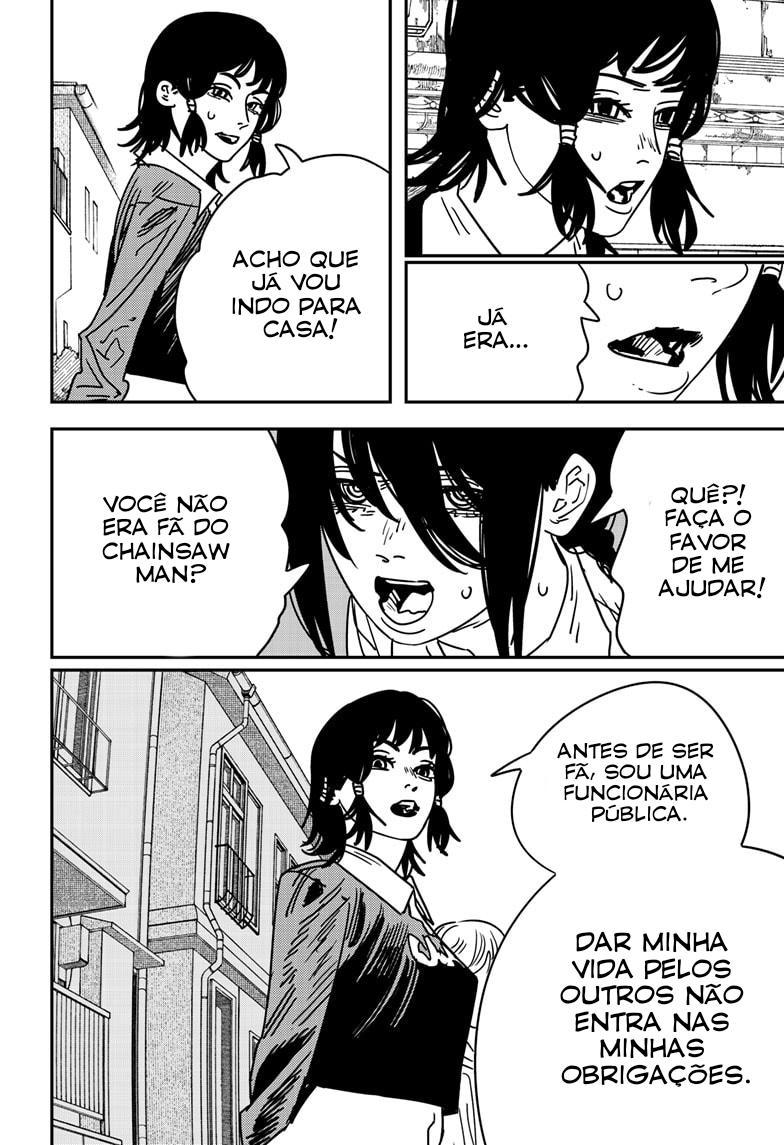 JÁ
ERA...
ACHO QUE
JÁ VOU
INDO PARA
CASA!
QUÊ?!
FAÇA O
FAVOR
DE ME
AJUDAR!
VOCÊ NÃO
ERA FÃ DO
CHAINSAW
MAN?
ANTES DE SER
FÃ, SOU UMA
FUNCIONÁRIA
PÚBLICA.
DAR MINHA
VIDA PELOS
OUTROS NÃO
ENTRA NAS
MINHAS
OBRIGAÇÕES.